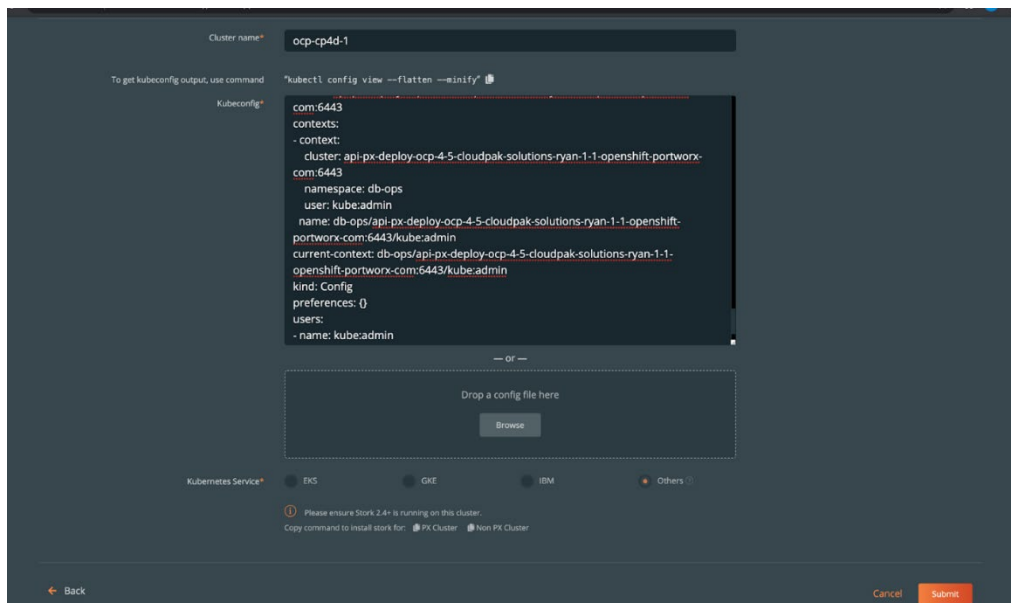 Cluster name*
ocp-cp4d-1
To get kubeconfig output, use command
"kubectl config view --flatten --minify"
Kubeconfig*
com:6443
contexts:
- context:
cluster: api-px-deploy-ocp-4-5-cloudpak-solutions-ryan-1-1-openshift-portworx-
com:6443
namespace: db-ops
user: kube:admin
name: db-ops/api-px-deploy-ocp-4-5-cloudpak-solutions-ryan-1-1-openshift-
portworx-com:6443/kube:admin
current-context: db-ops/api-px-deploy-ocp-4-5-cloudpak-solutions-ryan-1-1-
openshift-portworx-com:6443/kube:admin
kind: Config
preferences: {}
users:
- name: kube:admin
— or —
Drop a config file here
Browse
Kubernetes Service*
EKS
GKE
IBM
Others
Please ensure Stork 2.4+ is running on this cluster.
Copy command to install stork for: PX Cluster Non PX Cluster
Back
Cancel
Submit